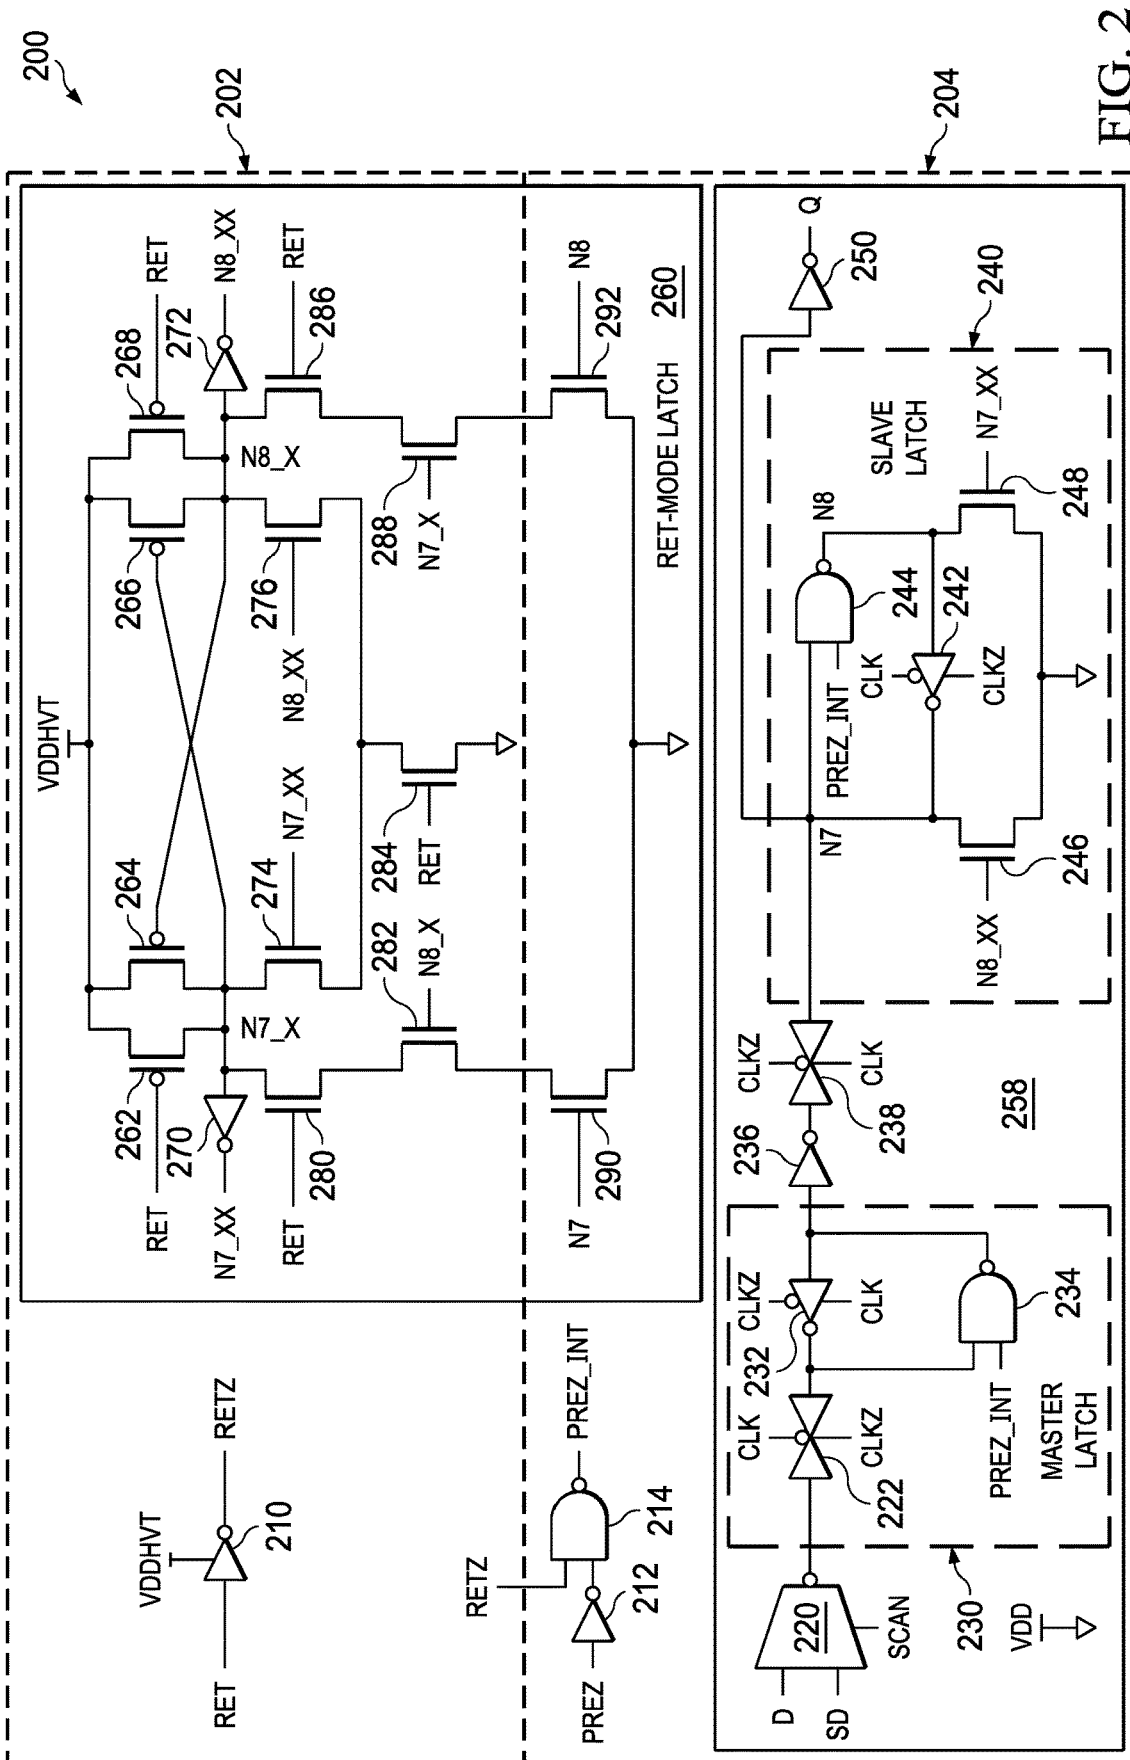 200
202
VDDHVT
RET
262
264
266
268
RET
N7_XX
270
N7_X
N8_X
272
N8_XX
RET
280
274
N7_XX
N8_XX
276
286
RET
282
N8_X
284
RET
288
N7_X
N7
290
292
N8
RET-MODE LATCH
260
VDDHVT
RET
210
RETZ
RETZ
PREZ
212
214
PREZ_INT
204
D
SD
220
SCAN
CLK
222
CLKZ
CLKZ
232
CLK
PREZ_INT
234
MASTER
LATCH
230
VDD
236
CLKZ
238
CLK
258
N7
PREZ_INT
244
N8
CLK
242
CLKZ
SLAVE
LATCH
N8_XX
246
248
N7_XX
240
250
Q
FIG. 2